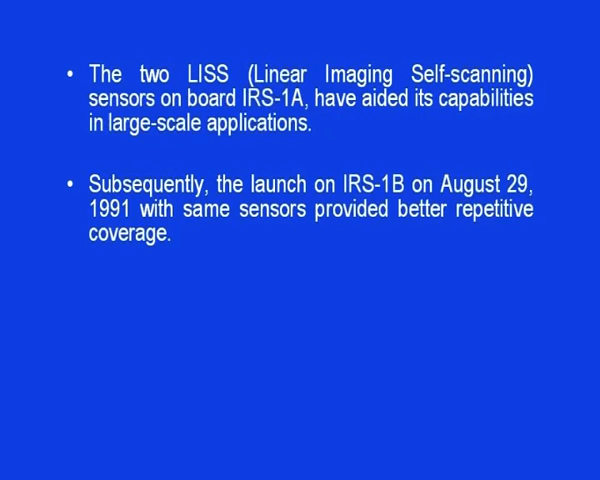 • The two LISS (Linear Imaging Self-scanning)
sensors on board IRS-1A, have aided its capabilities
in large-scale applications.
• Subsequently, the launch on IRS-1B on August 29,
1991 with same sensors provided better repetitive
coverage.